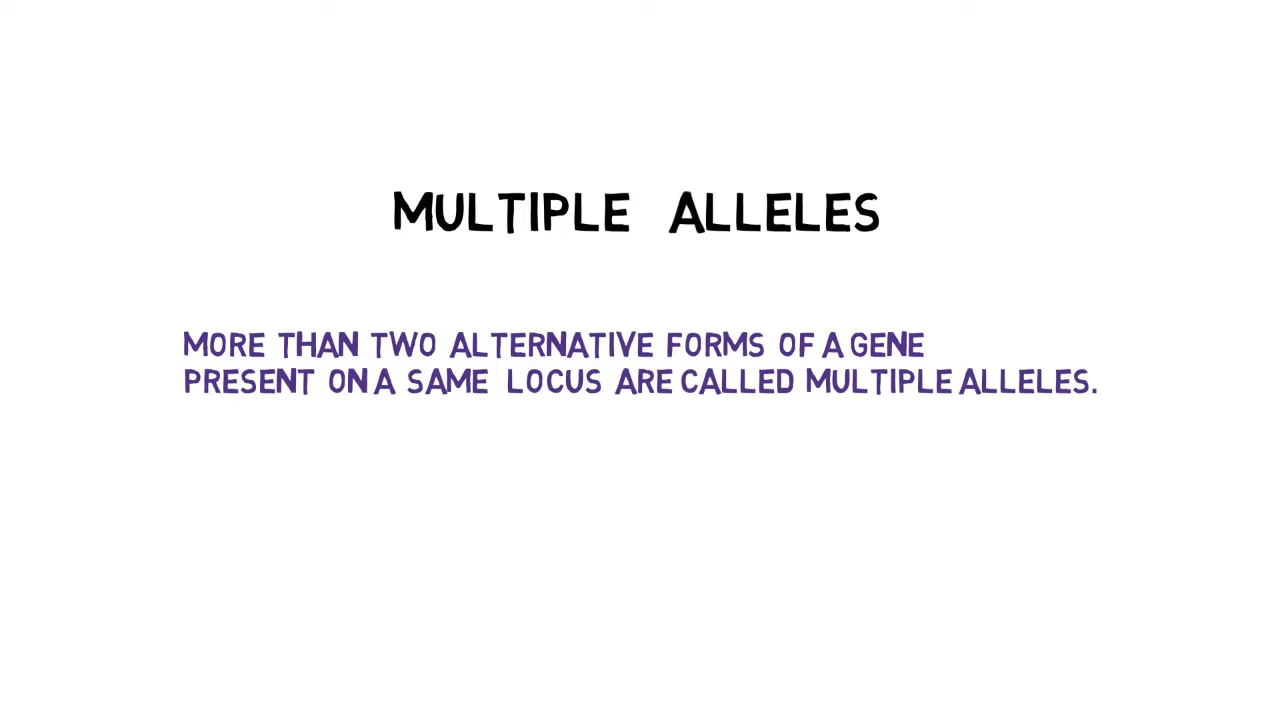 MULTIPLE ALLELES
MORE THAN TWO ALTERNATIVE FORMS OF A GENE
PRESENT ON A SAME LOCUS ARE CALLED MULTIPLE ALLELES.